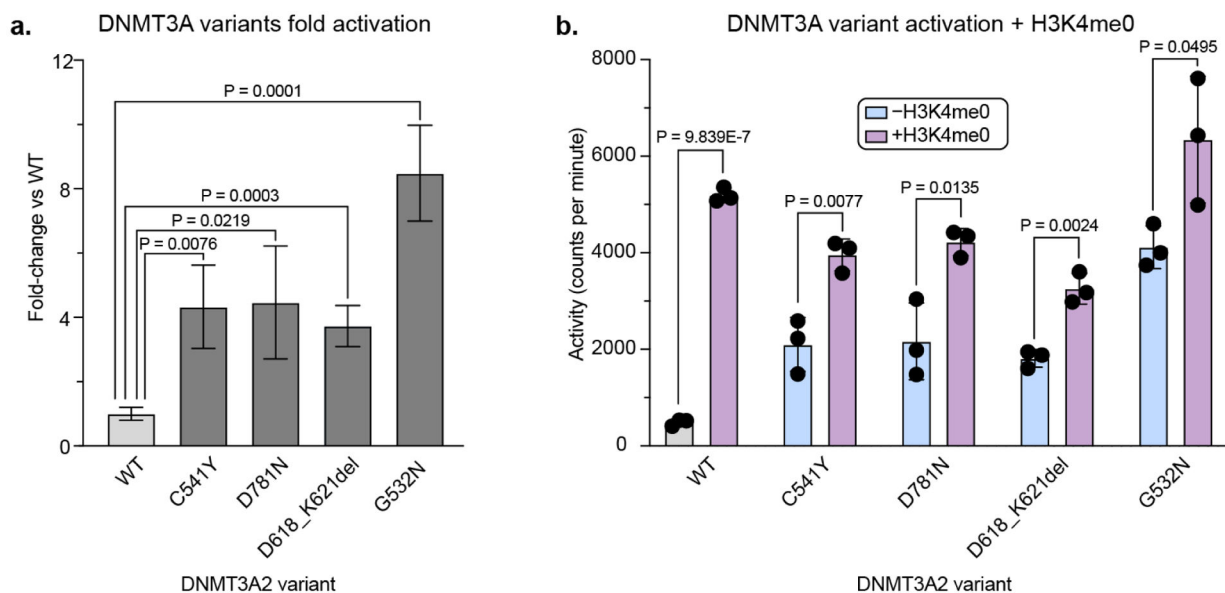 a.
DNMT3A variants fold activation
12
8
4
0
Fold-change vs WT
P = 0.0001
P = 0.0003
P = 0.0219
P = 0.0076
WT
C541Y
D781N
D618_K621del
G532N
DNMT3A2 variant
b.
DNMT3A variant activation + H3K4me0
8000
6000
4000
2000
0
Activity (counts per minute)
−H3K4me0
+H3K4me0
P = 9.839E-7
P = 0.0077
P = 0.0135
P = 0.0024
P = 0.0495
WT
C541Y
D781N
D618_K621del
G532N
DNMT3A2 variant